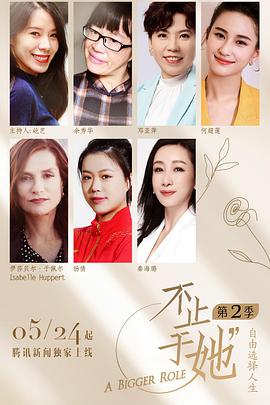 主持人:屹芝
余秀华
邓亚萍
何超莲
伊莎贝尔·于佩尔
Isabelle Huppert
杨倩
秦海璐
不止于她”
第2季
自由选择人生
A BIGGER ROLE
05/24起
腾讯新闻独家上线